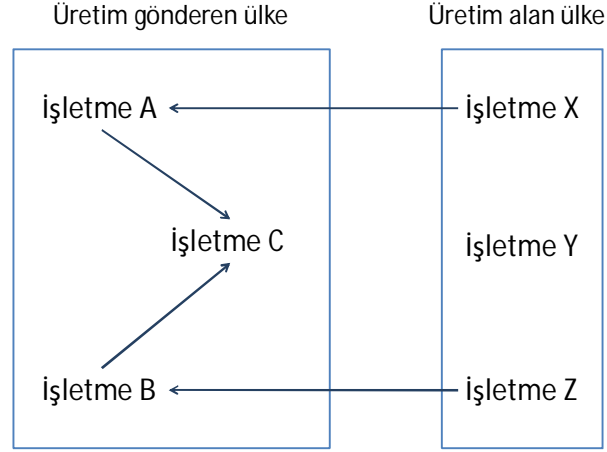 Üretim gönderen ülke
Üretim alan ülke
İşletme A
İşletme X
İşletme C
İşletme Y
İşletme B
İşletme Z